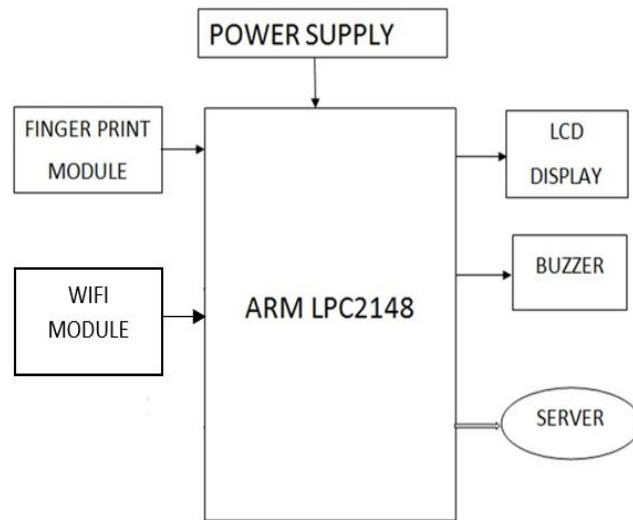 POWER SUPPLY
FINGER PRINT
MODULE
LCD
DISPLAY
WIFI
MODULE
ARM LPC2148
BUZZER
SERVER